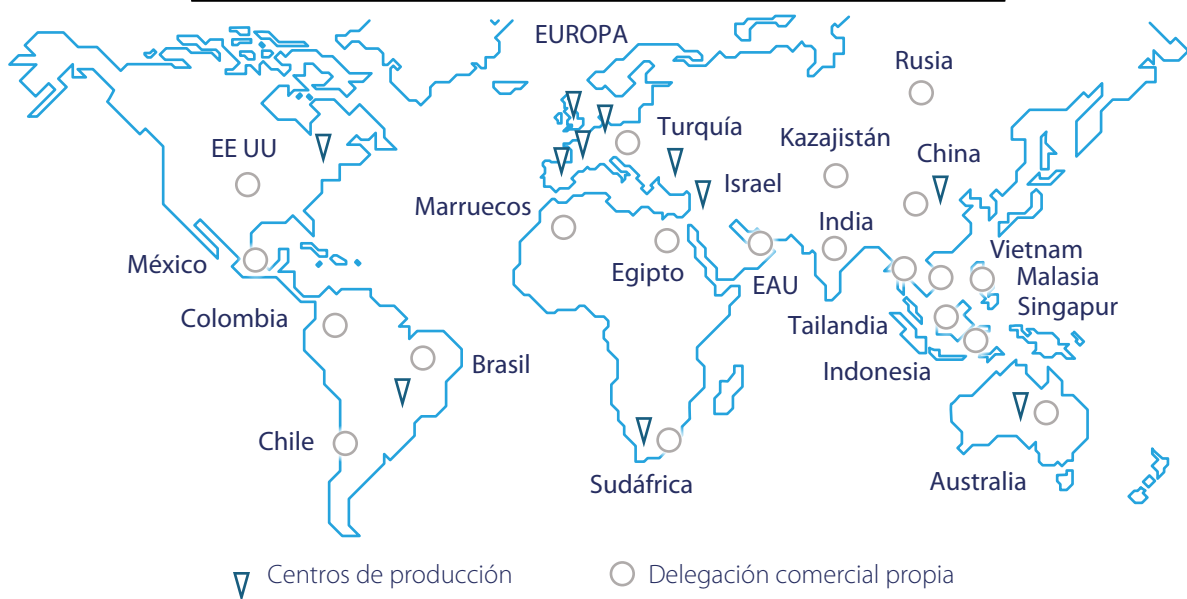 EUROPA
Rusia
Turquía
Kazajistán
EE UU
China
Israel
Marruecos
India
México
Egipto
EAU
Vietnam
Malasia
Singapur
Colombia
Tailandia
Brasil
Indonesia
Chile
Sudáfrica
Australia
Centros de producción
Delegación comercial propia